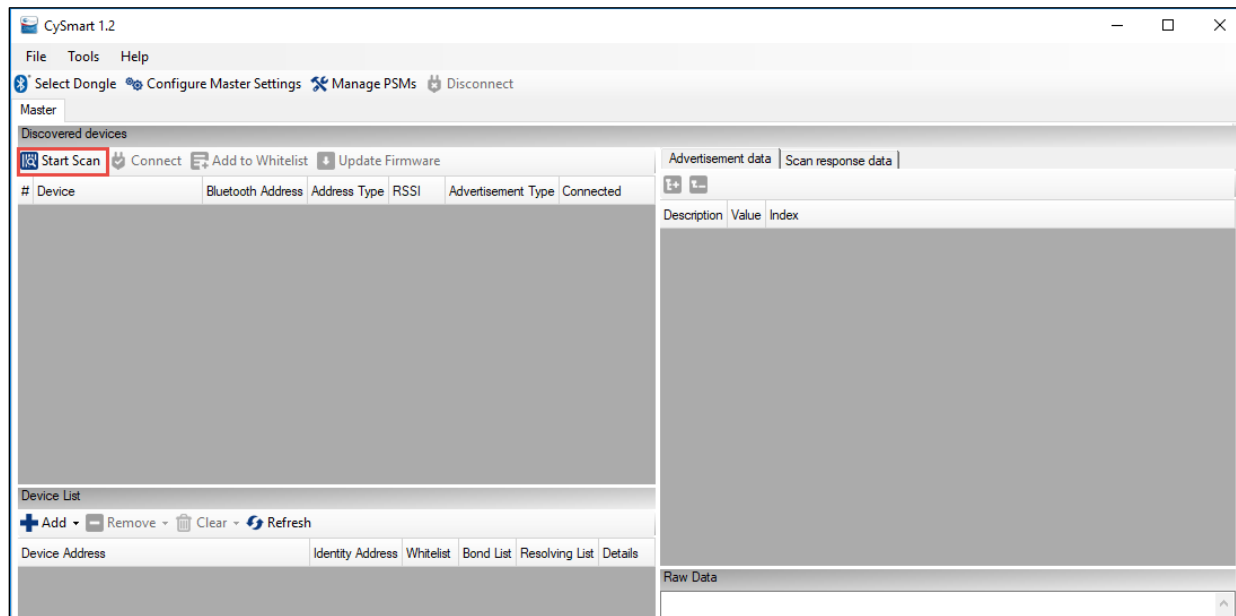 CySmart 1.2
File Tools Help
Select Dongle Configure Master Settings Manage PSMs Disconnect
Master
Discovered devices
Start Scan Connect Add to Whitelist Update Firmware
# Device Bluetooth Address Address Type RSSI Advertisement Type Connected
Advertisement data Scan response data
Description Value Index
Device List
Add Remove Clear Refresh
Device Address Identity Address Whitelist Bond List Resolving List Details
Raw Data